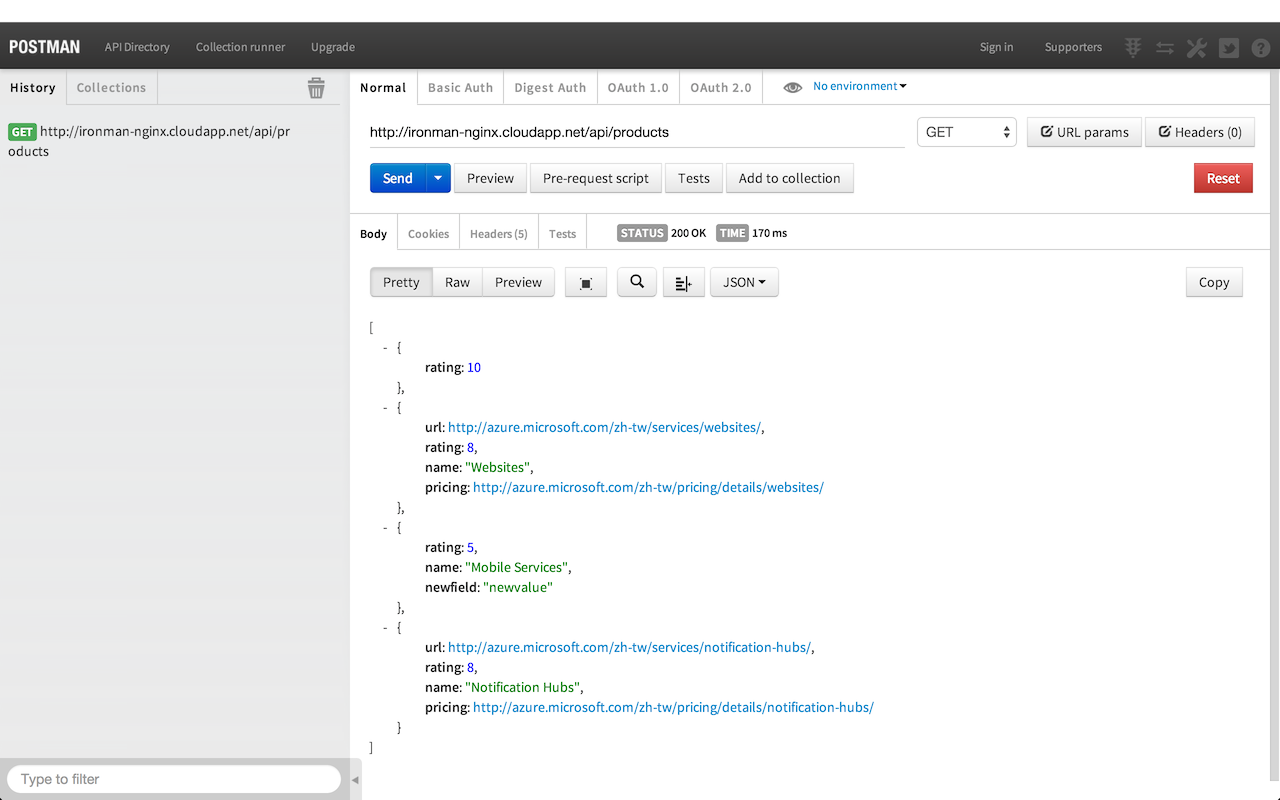 POSTMAN API Directory Collection runner Upgrade Sign in Supporters
History Collections
GET http://ironman-nginx.cloudapp.net/api/pr
oducts
Type to filter
Normal Basic Auth Digest Auth OAuth 1.0 OAuth 2.0 No environment
http://ironman-nginx.cloudapp.net/api/products GET URL params Headers (0)
Send Preview Pre-request script Tests Add to collection Reset
Body Cookies Headers (5) Tests STATUS 200 OK TIME 170 ms
Pretty Raw Preview JSON Copy
[
- {
rating: 10
},
- {
url: http://azure.microsoft.com/zh-tw/services/websites/,
rating: 8,
name: "Websites",
pricing: http://azure.microsoft.com/zh-tw/pricing/details/websites/
},
- {
rating: 5,
name: "Mobile Services",
newfield: "newvalue"
},
- {
url: http://azure.microsoft.com/zh-tw/services/notification-hubs/,
rating: 8,
name: "Notification Hubs",
pricing: http://azure.microsoft.com/zh-tw/pricing/details/notification-hubs/
}
]